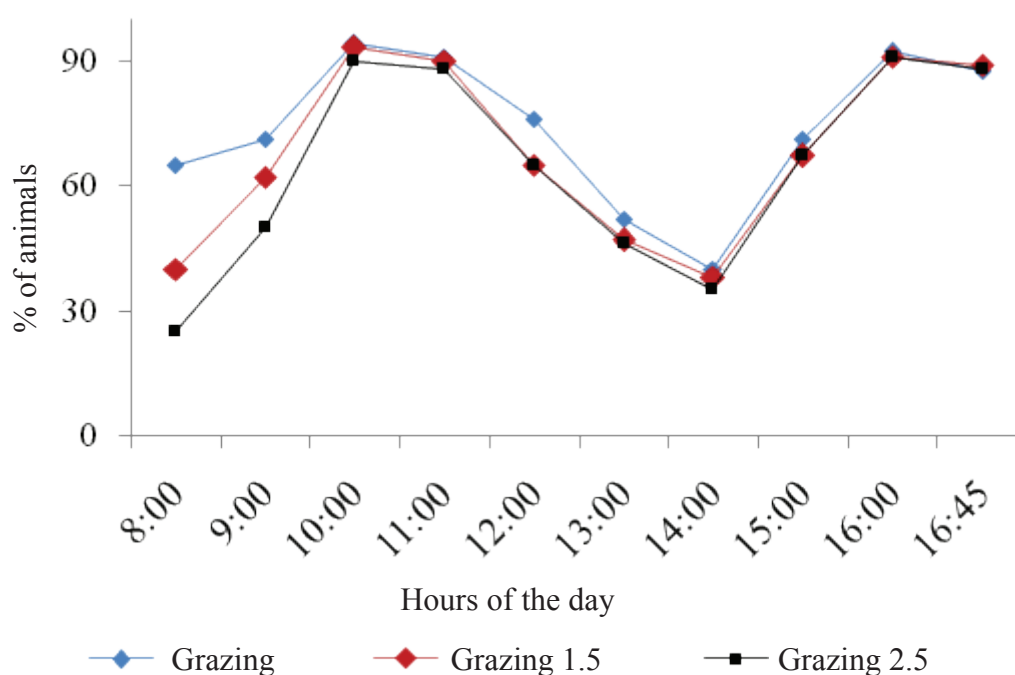 % of animals
90
60
30
0
8:00
9:00
10:00
11:00
12:00
13:00
14:00
15:00
16:00
16:45
Hours of the day
Grazing
Grazing 1.5
Grazing 2.5